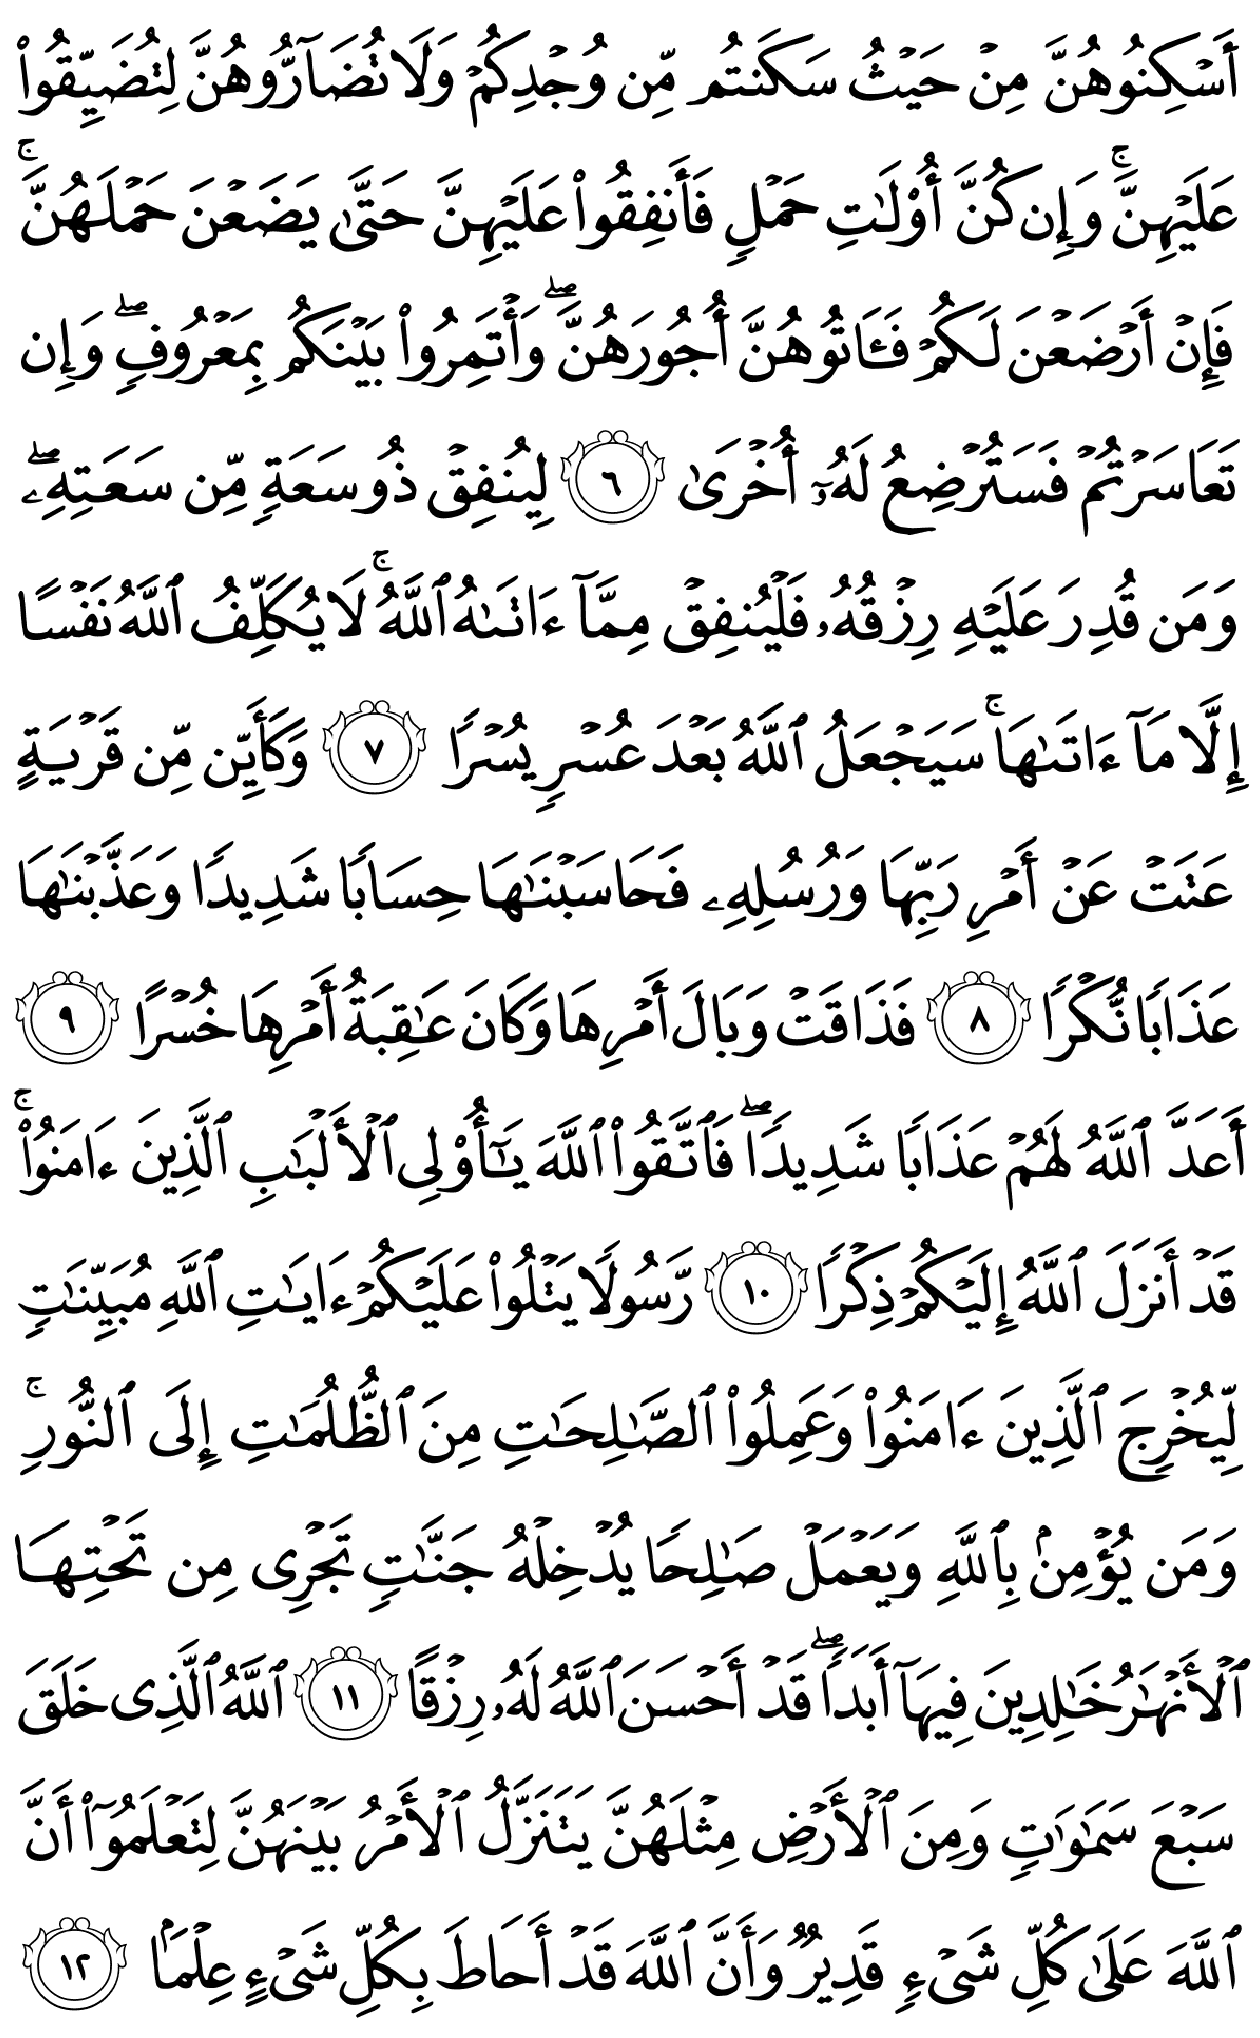 أَسۡكِنُوهُنَّ مِنۡ حَيۡثُ سَكَنتُم مِّن وُجۡدِكُمۡ وَلَا تُضَآرُّوهُنَّ لِتُضَيِّقُواْ
عَلَيۡهِنَّۚ وَإِن كُنَّ أُوْلَٰتِ حَمۡلٖ فَأَنفِقُواْ عَلَيۡهِنَّ حَتَّىٰ يَضَعۡنَ حَمۡلَهُنَّۚ
فَإِنۡ أَرۡضَعۡنَ لَكُمۡ فَـَٔاتُوهُنَّ أُجُورَهُنَّۖ وَأۡتَمِرُواْ بَيۡنَكُم بِمَعۡرُوفٖۖ وَإِن
تَعَاسَرۡتُمۡ فَسَتُرۡضِعُ لَهُۥٓ أُخۡرَىٰ ٦ لِيُنفِقۡ ذُو سَعَةٖ مِّن سَعَتِهِۦۖ
وَمَن قُدِرَ عَلَيۡهِ رِزۡقُهُۥ فَلۡيُنفِقۡ مِمَّآ ءَاتَىٰهُ ٱللَّهُۚ لَا يُكَلِّفُ ٱللَّهُ نَفۡسًا
إِلَّا مَآ ءَاتَىٰهَاۚ سَيَجۡعَلُ ٱللَّهُ بَعۡدَ عُسۡرٖ يُسۡرٗا ٧ وَكَأَيِّن مِّن قَرۡيَةٍ
عَتَتۡ عَنۡ أَمۡرِ رَبِّهَا وَرُسُلِهِۦ فَحَاسَبۡنَٰهَا حِسَابٗا شَدِيدٗا وَعَذَّبۡنَٰهَا
عَذَابٗا نُّكۡرٗا ٨ فَذَاقَتۡ وَبَالَ أَمۡرِهَا وَكَانَ عَٰقِبَةُ أَمۡرِهَا خُسۡرًا ٩
أَعَدَّ ٱللَّهُ لَهُمۡ عَذَابٗا شَدِيدٗاۖ فَٱتَّقُواْ ٱللَّهَ يَٰٓأُوْلِي ٱلۡأَلۡبَٰبِ ٱلَّذِينَ ءَامَنُواْۚ
قَدۡ أَنزَلَ ٱللَّهُ إِلَيۡكُمۡ ذِكۡرٗا ١٠ رَّسُولٗا يَتۡلُواْ عَلَيۡكُمۡ ءَايَٰتِ ٱللَّهِ مُبَيِّنَٰتٖ
لِّيُخۡرِجَ ٱلَّذِينَ ءَامَنُواْ وَعَمِلُواْ ٱلصَّٰلِحَٰتِ مِنَ ٱلظُّلُمَٰتِ إِلَى ٱلنُّورِۚ
وَمَن يُؤۡمِنۢ بِٱللَّهِ وَيَعۡمَلۡ صَٰلِحٗا يُدۡخِلۡهُ جَنَّٰتٖ تَجۡرِي مِن تَحۡتِهَا
ٱلۡأَنۡهَٰرُ خَٰلِدِينَ فِيهَآ أَبَدٗاۖ قَدۡ أَحۡسَنَ ٱللَّهُ لَهُۥ رِزۡقًا ١١ ٱللَّهُ ٱلَّذِي خَلَقَ
سَبۡعَ سَمَٰوَٰتٖ وَمِنَ ٱلۡأَرۡضِ مِثۡلَهُنَّ يَتَنَزَّلُ ٱلۡأَمۡرُ بَيۡنَهُنَّ لِتَعۡلَمُوٓاْ أَنَّ
ٱللَّهَ عَلَىٰ كُلِّ شَيۡءٖ قَدِيرٞ وَأَنَّ ٱللَّهَ قَدۡ أَحَاطَ بِكُلِّ شَيۡءٍ عِلۡمَۢا ١٢